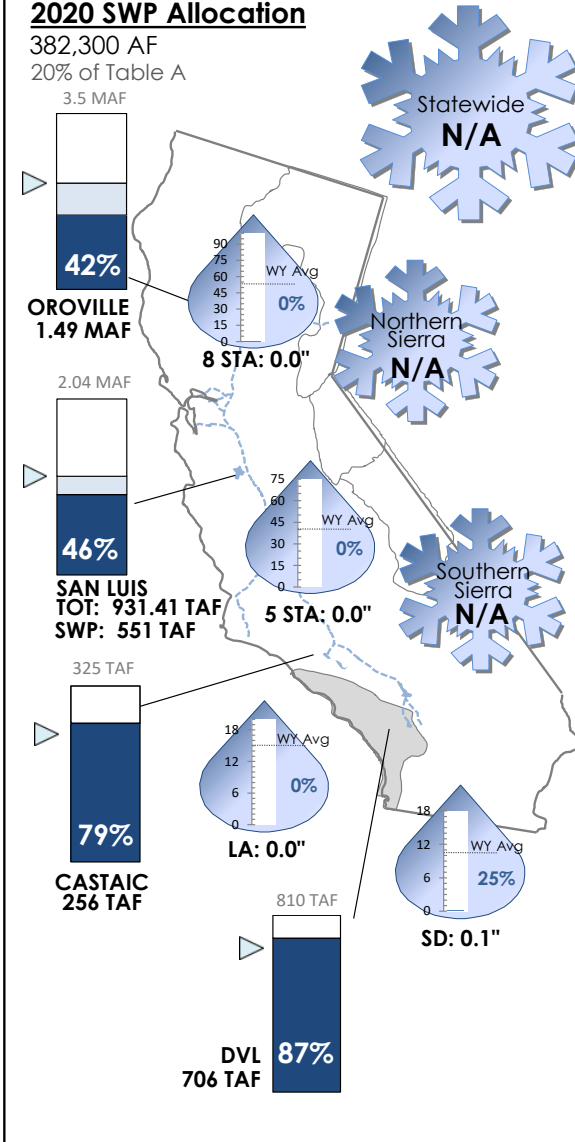 2020 SWP Allocation
382,300 AF
20% of Table A
3.5 MAF
42%
OROVILLE
1.49 MAF
Statewide
N/A
90
75
60
45
30
15
0
WY Avg
0%
8 STA: 0.0"
Northern
Sierra
N/A
2.04 MAF
46%
SAN LUIS
TOT: 931.41 TAF
SWP: 551 TAF
75
60
45
30
15
0
WY Avg
0%
5 STA: 0.0"
Southern
Sierra
N/A
325 TAF
79%
CASTAIC
256 TAF
18
12
6
0
WY Avg
0%
LA: 0.0"
18
12
6
0
WY Avg
25%
SD: 0.1"
810 TAF
87%
DVL
706 TAF